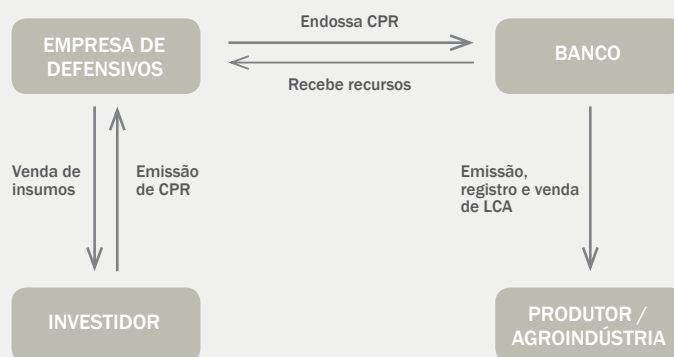 EMPRESA DE
DEFENSIVOS
Endossa CPR
Recebe recursos
BANCO
Venda de
insumos
Emissão
de CPR
Emissão,
registro e venda
de LCA
INVESTIDOR
PRODUTOR /
AGROINDÚSTRIA